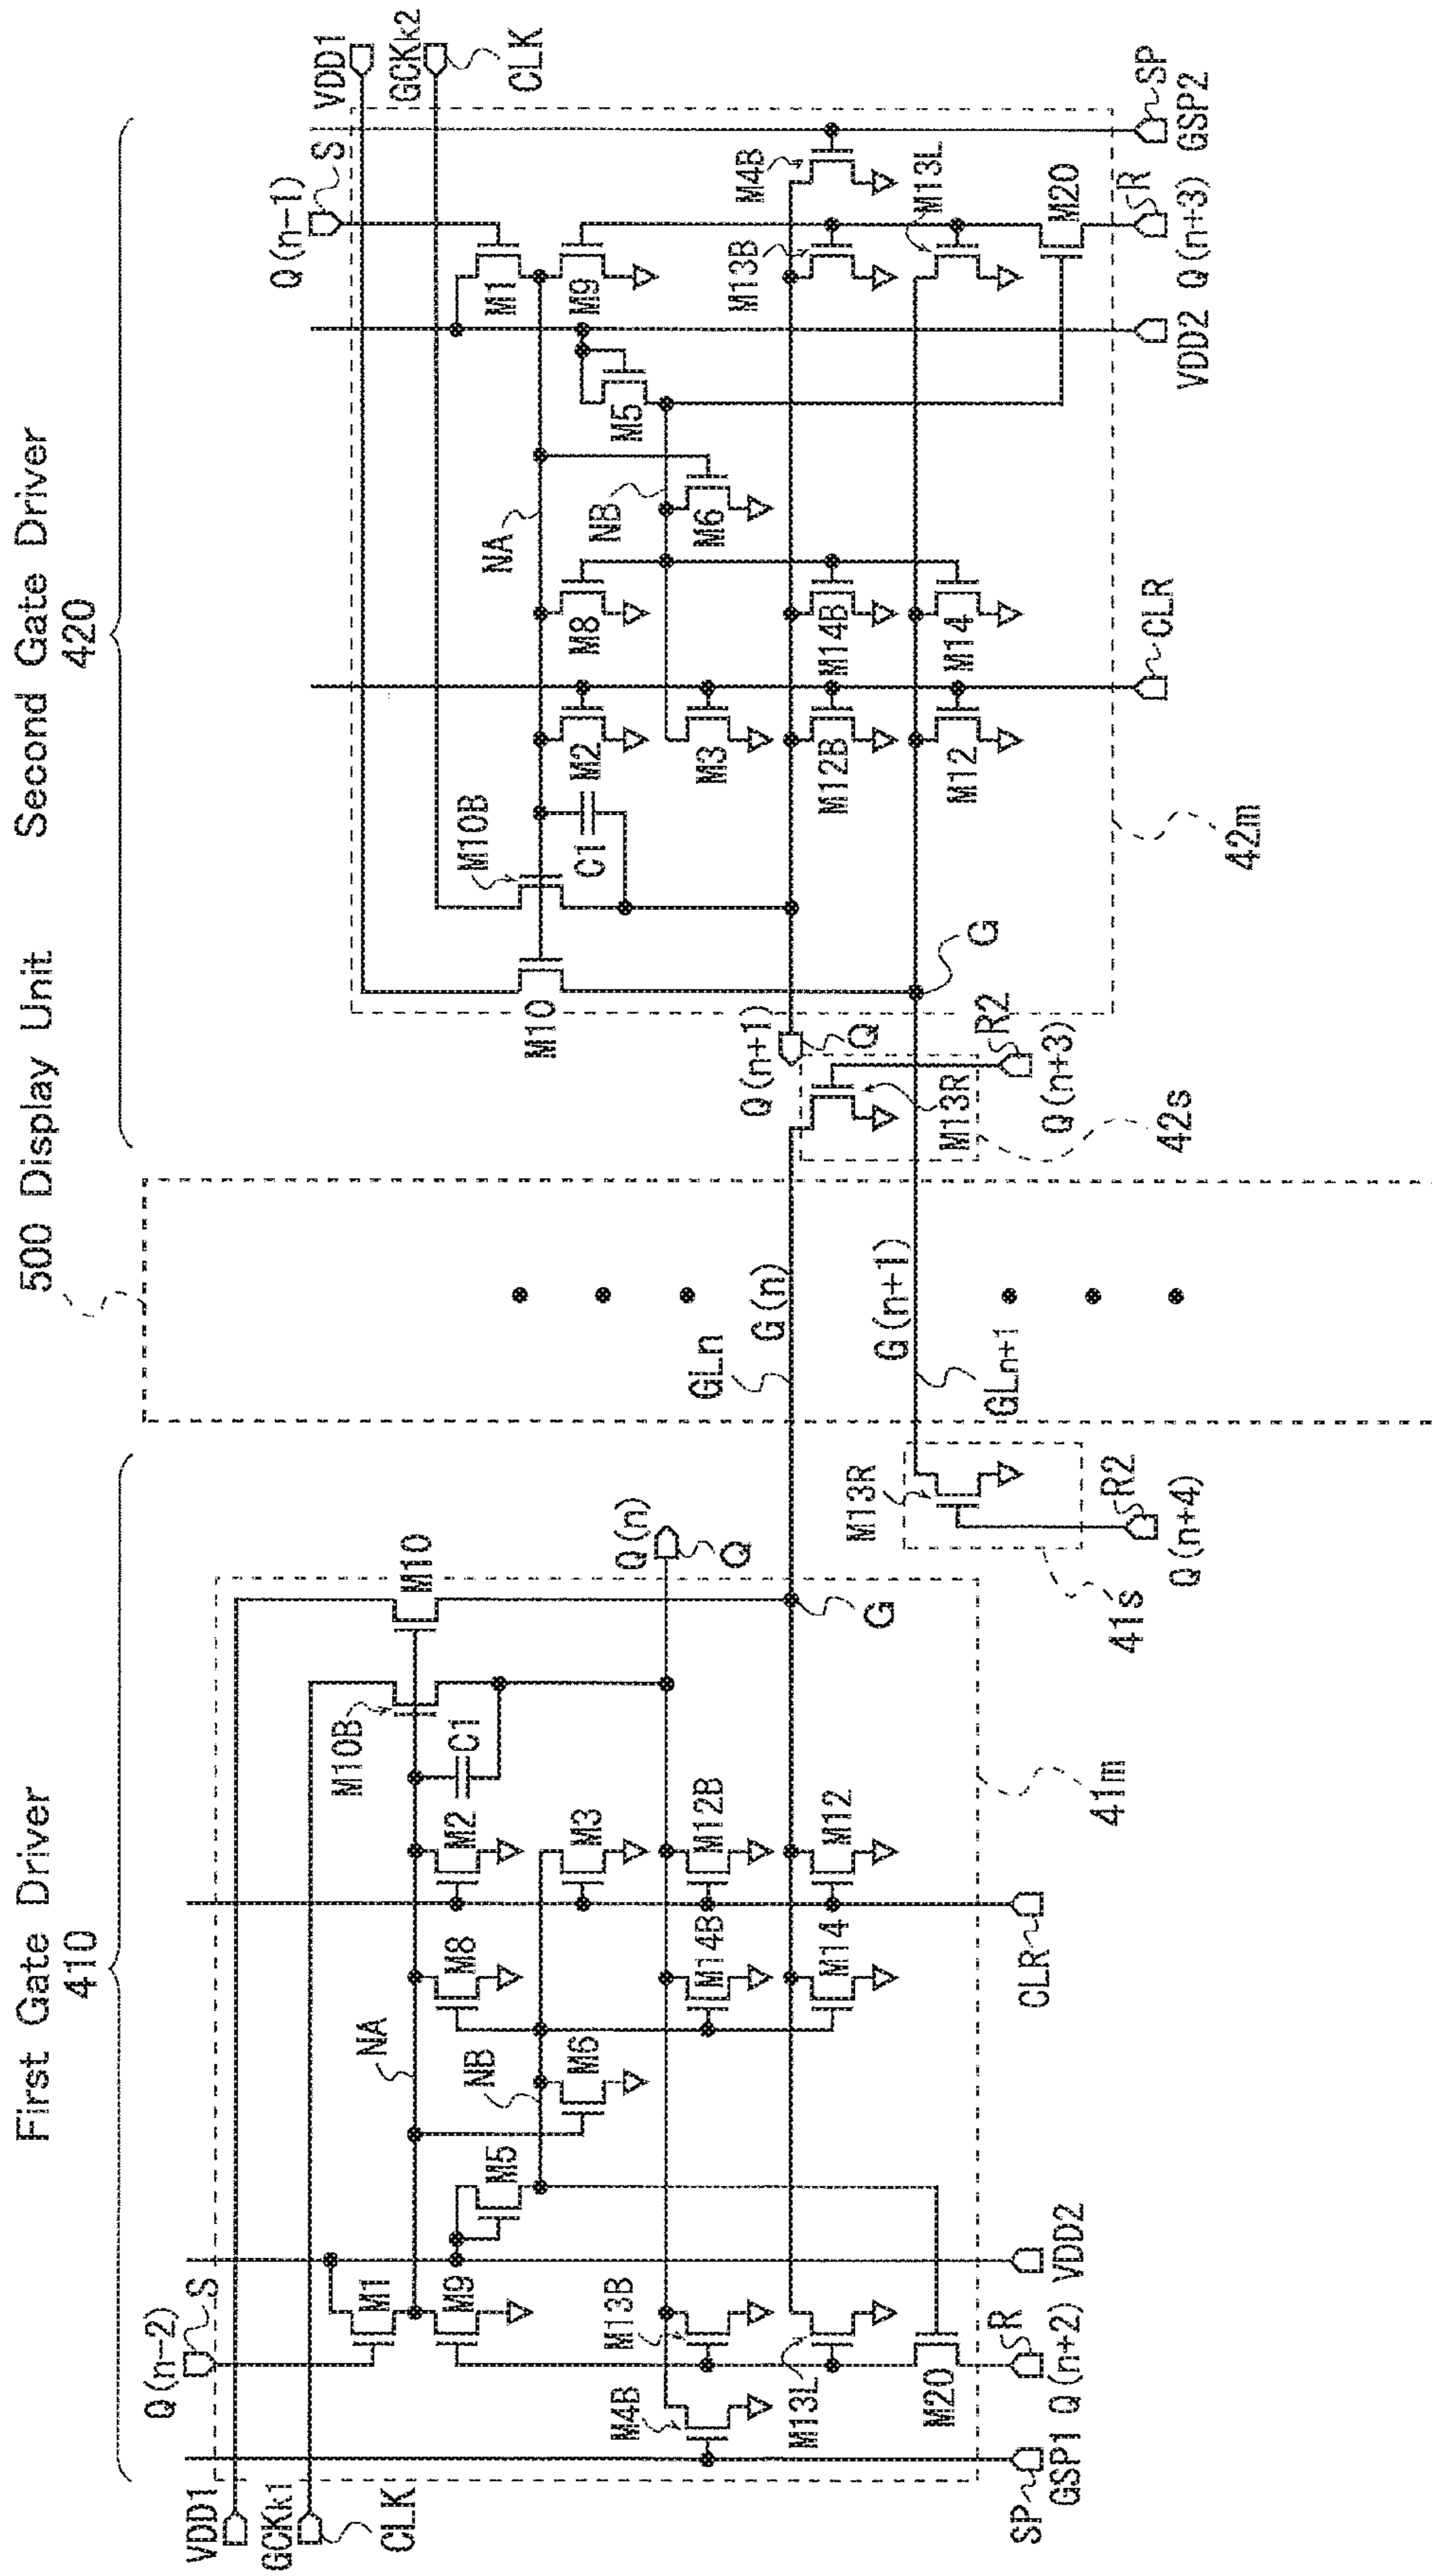 First Gate Driver
410
500 Display Unit
Second Gate Driver
420
VDD1
GCKk1
CLK
Q(n-2)
S
M1
M9
M5
NA
NB
M6
M8
M2
M3
C1
M10B
M10
M4B
M13B
M13L
M20
M14B
M14
M12B
M12
Q(n)
Q
G
SP
GSP1
R
Q(n+2)
VDD2
CLR
41m
M13R
R2
Q(n+4)
41s
GLn
G(n)
G(n+1)
GLn+1
Q(n+1)
Q
M13R
R2
Q(n+3)
42s
G
M10
M10B
C1
M2
M3
M12B
M12
M8
M14B
M14
NA
NB
M6
M5
M1
M9
M13B
M4B
M13L
M20
Q(n-1)
S
VDD1
GCKk2
CLK
CLR
VDD2
R
Q(n+3)
SP
GSP2
42m